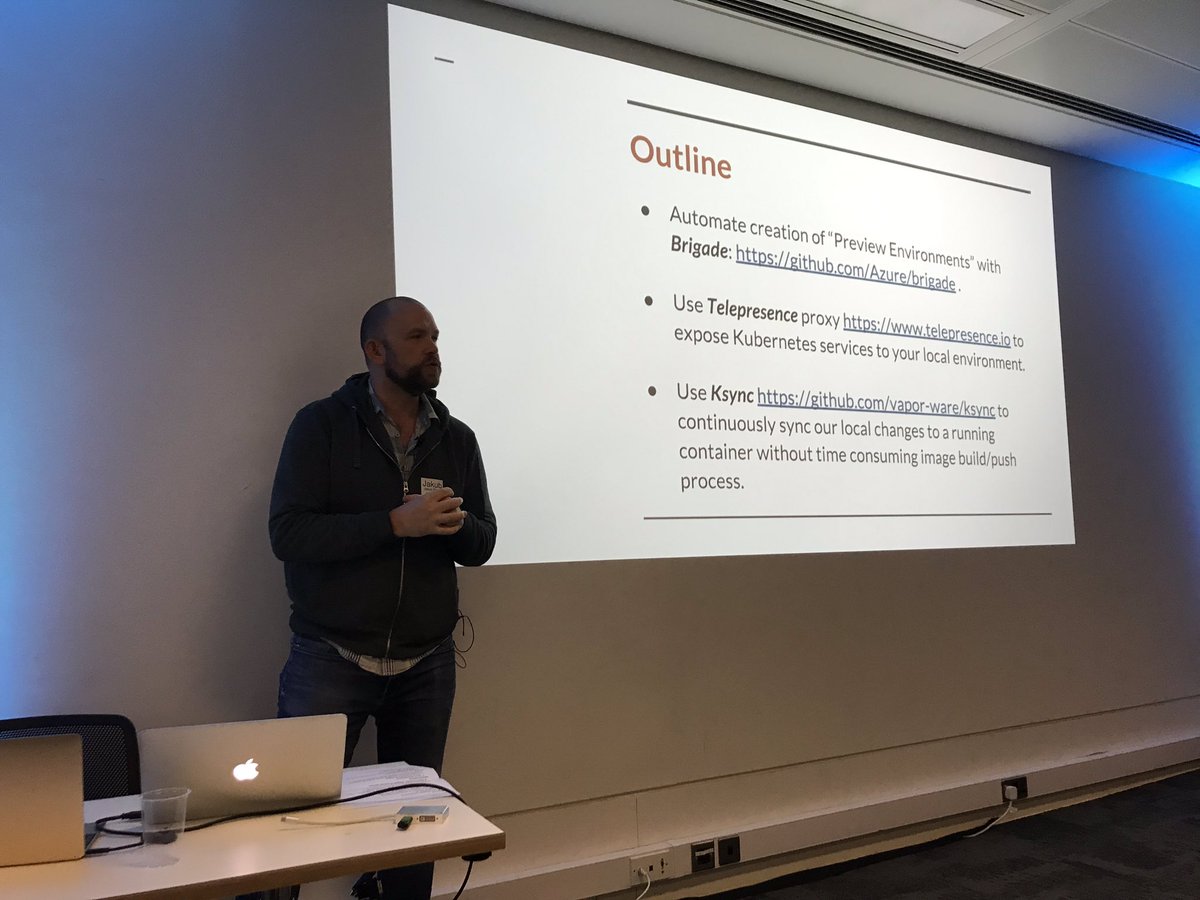 Outline
● Automate creation of “Preview Environments” with
Brigade: https://github.com/Azure/brigade .
● Use Telepresence proxy https://www.telepresence.io to
expose Kubernetes services to your local environment.
● Use Ksync https://github.com/vapor-ware/ksync to
continuously sync our local changes to a running
container without time consuming image build/push
process.
Jakub